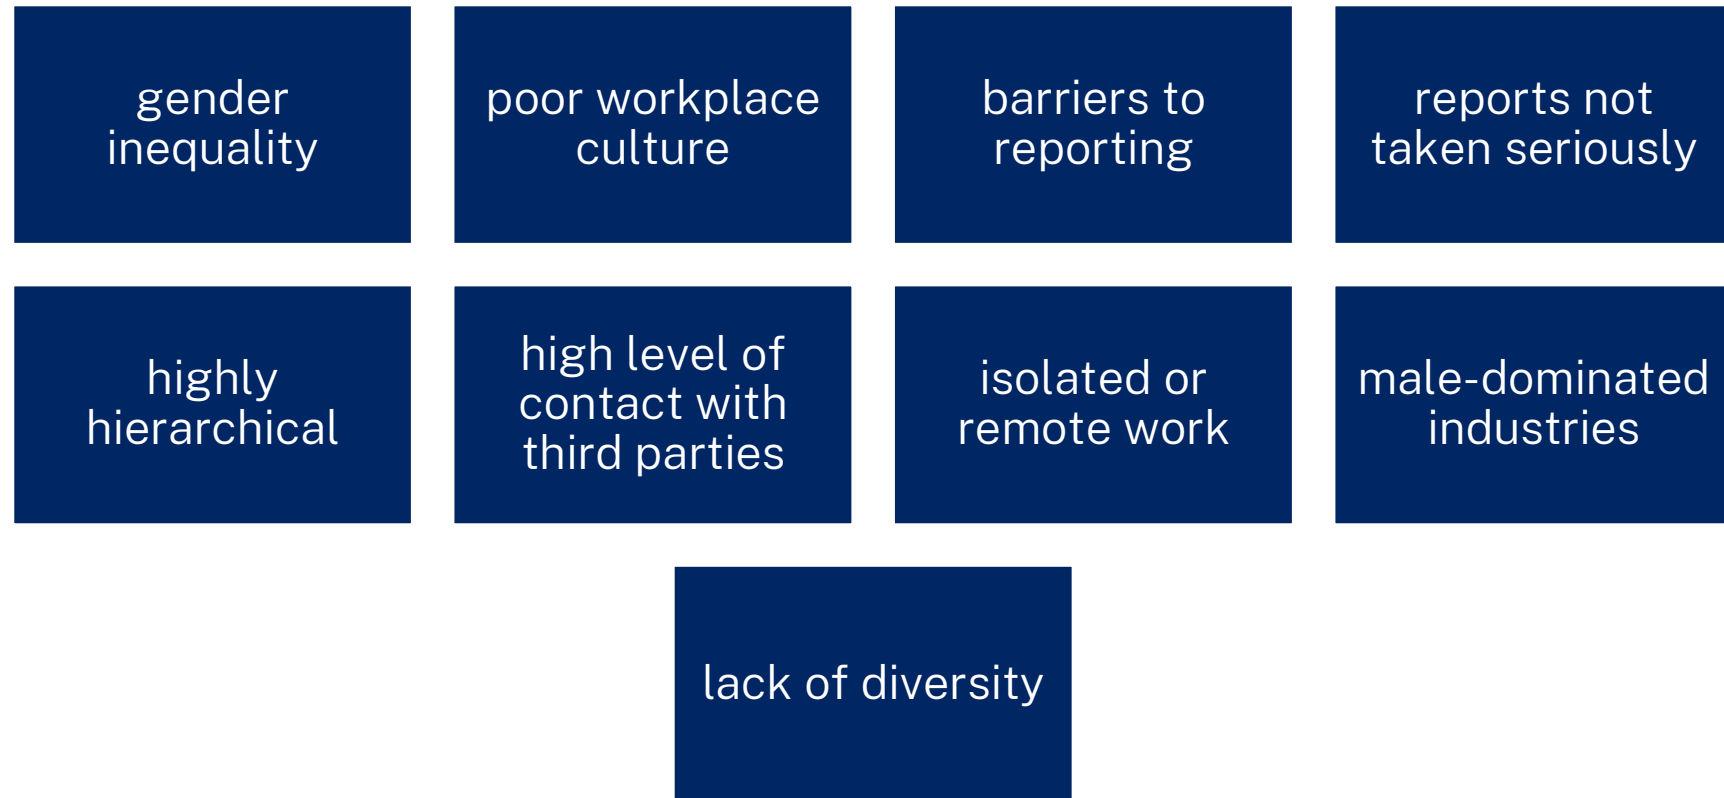 gender
inequality
poor workplace
culture
barriers to
reporting
reports not
taken seriously
highly
hierarchical
high level of
contact with
third parties
isolated or
remote work
male-dominated
industries
lack of diversity